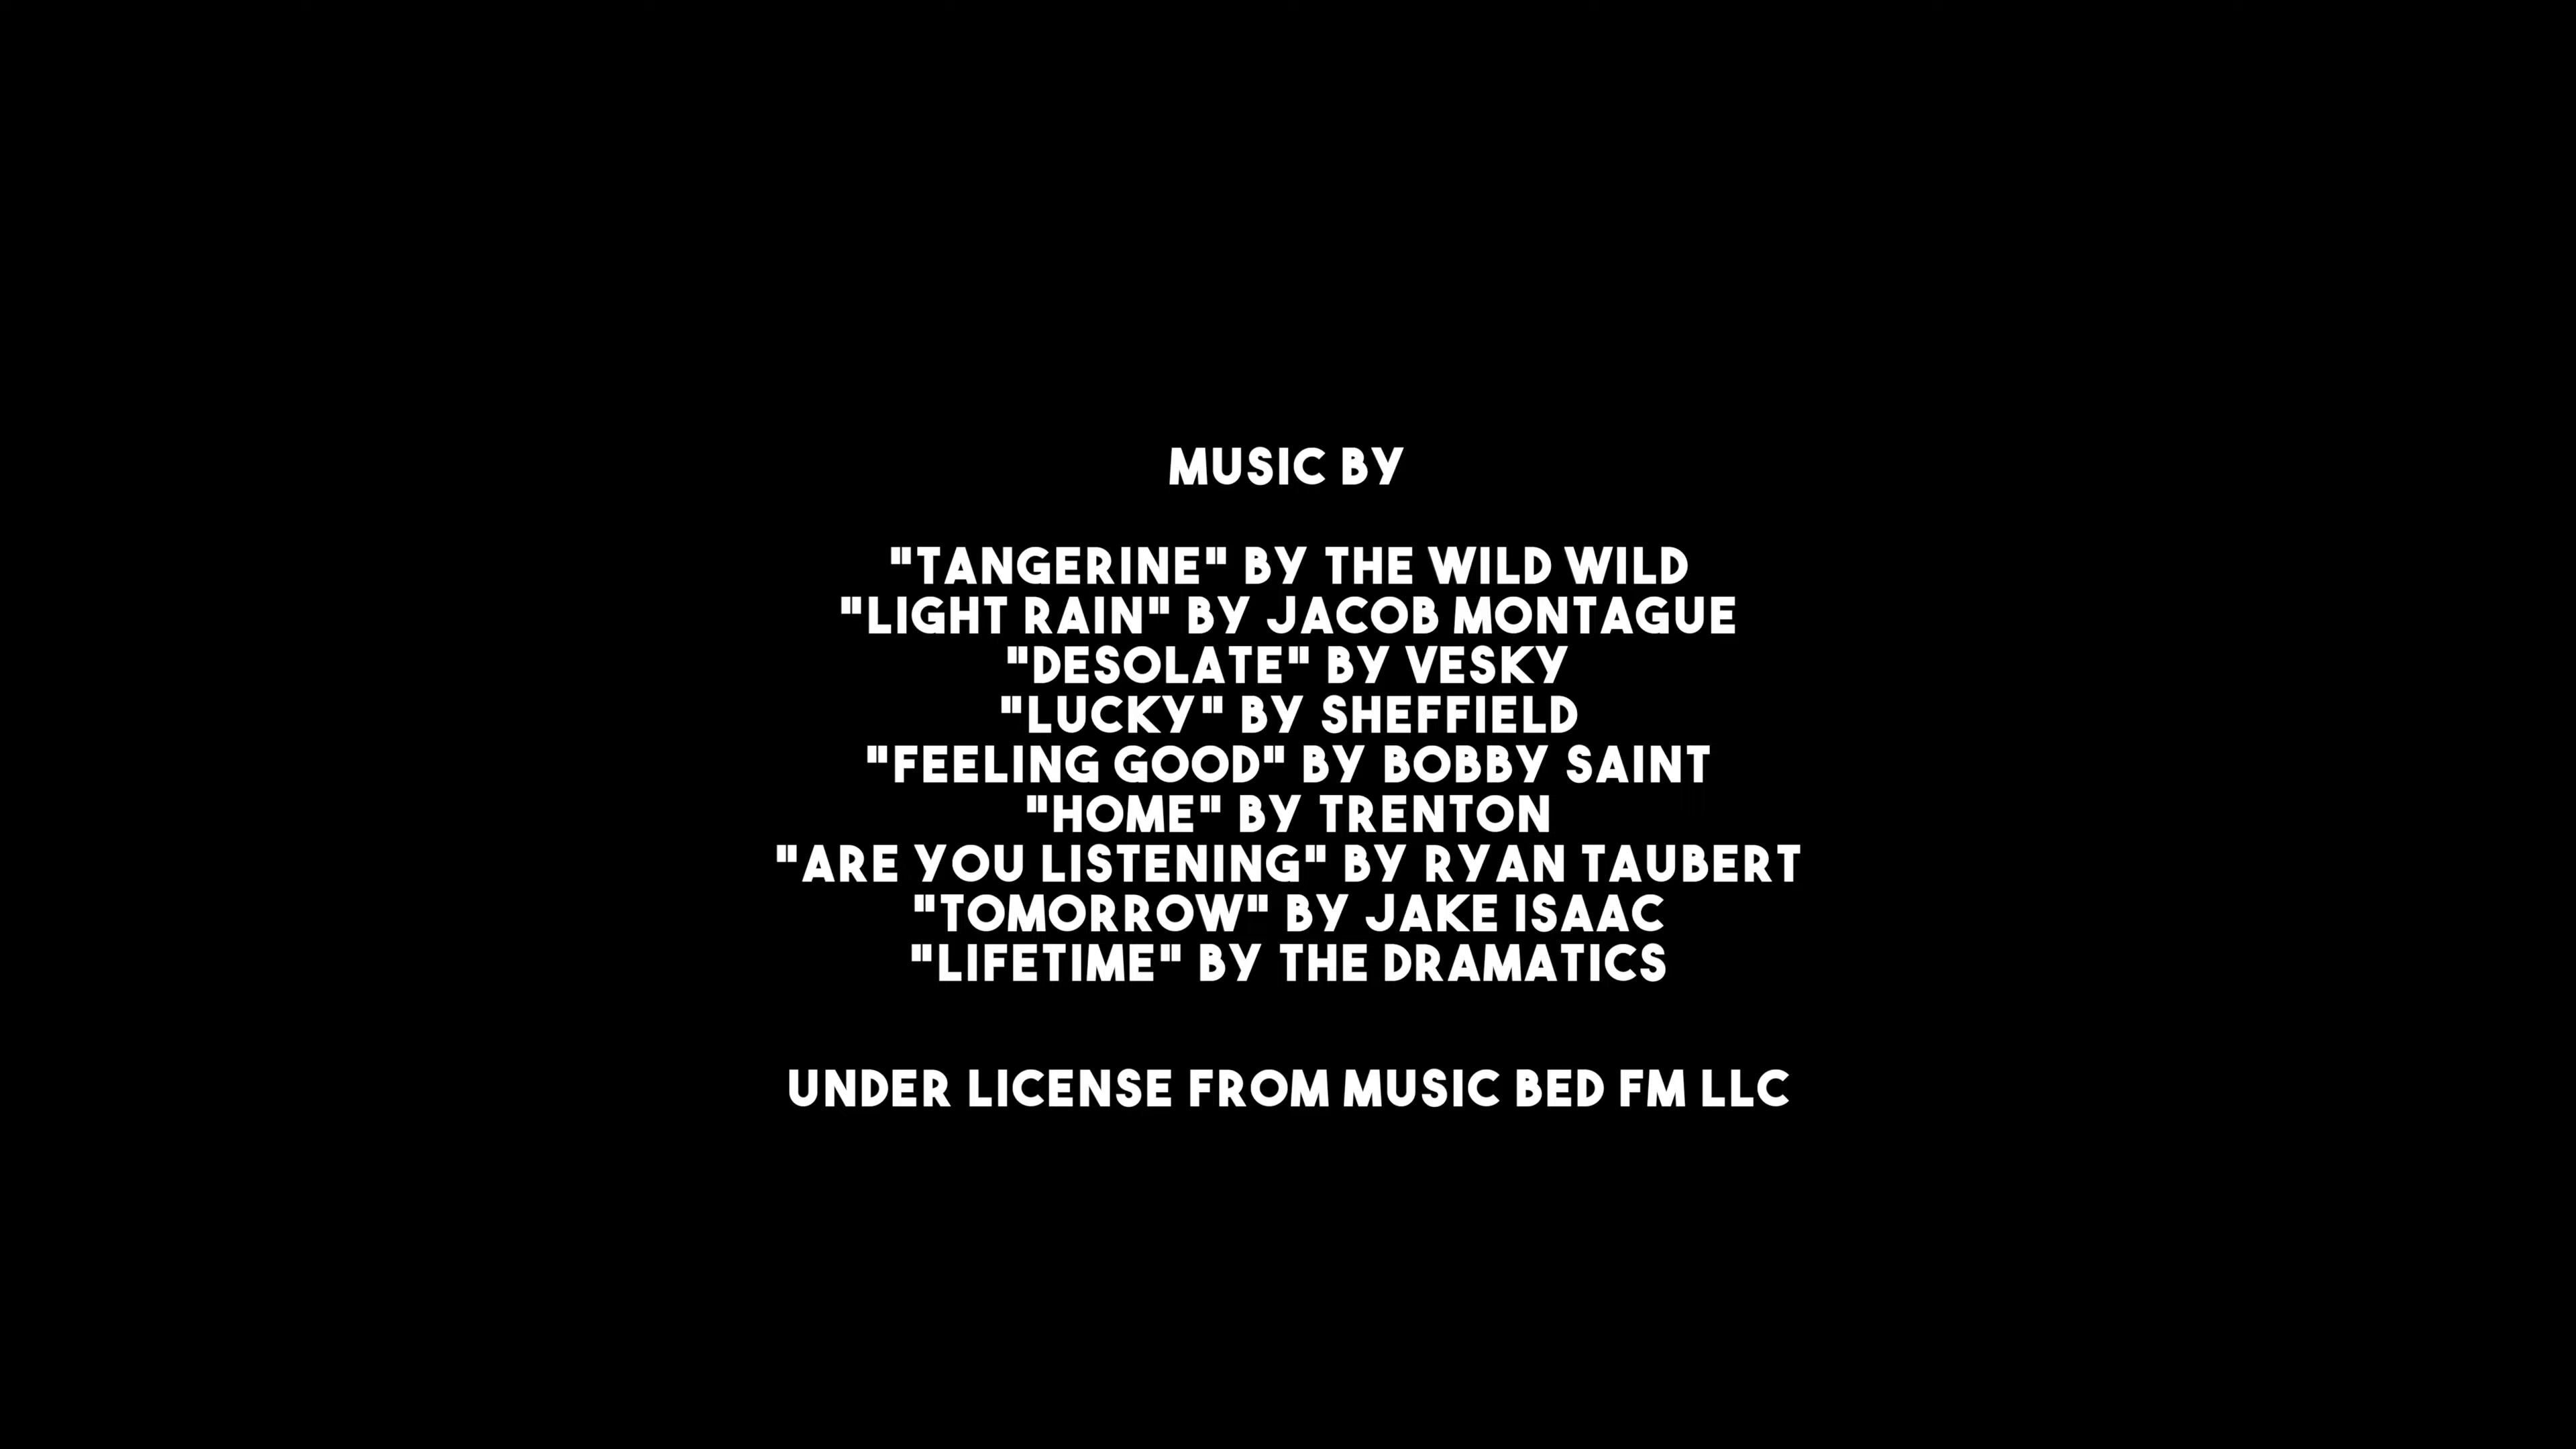 MUSIC BY
"TANGERINE" BY THE WILD WILD
"LIGHT RAIN" BY JACOB MONTAGUE
"DESOLATE" BY VESKY
"LUCKY" BY SHEFFIELD
"FEELING GOOD" BY BOBBY SAINT
"HOME" BY TRENTON
"ARE YOU LISTENING" BY RYAN TAUBERT
"TOMORROW" BY JAKE ISAAC
"LIFETIME" BY THE DRAMATICS
UNDER LICENSE FROM MUSIC BED FM LLC